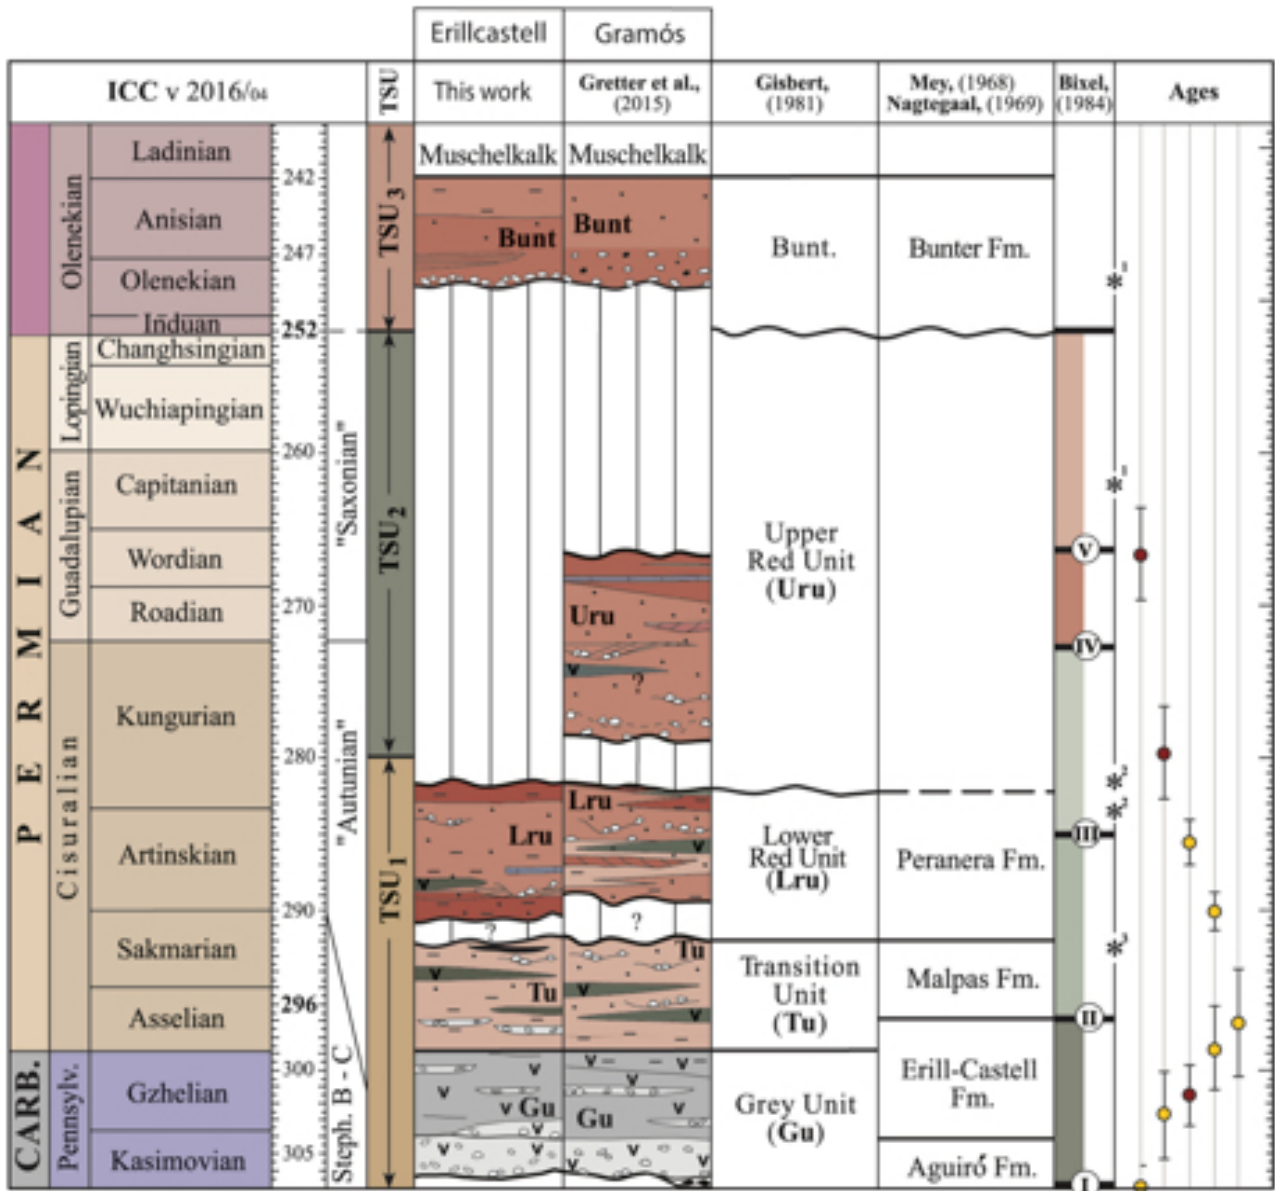 Erillcastell
Gramós
ICC v 2016/04
TSU
This work
Gretter et al.,
(2015)
Gisbert,
(1981)
Mey, (1968)
Nagtegaal, (1969)
Bixel,
(1984)
Ages
Olenekian
Ladinian
Anisian
Olenekian
Induan
242
247
252
TSU3
Muschelkalk
Muschelkalk
Bunt
Bunt
Bunt.
Bunter Fm.
PERMIAN
Lopingian
Changhsingian
Wuchiapingian
260
Guadalupian
Capitanian
Wordian
Roadian
270
"Saxonian"
TSU2
Uru
?
v
Upper
Red Unit
(Uru)
V
IV
Cisuralian
Kungurian
280
Artinskian
290
Sakmarian
296
Asselian
"Autunian"
TSU1
Lru
v
?
Lru
v
?
Lower
Red Unit
(Lru)
Peranera Fm.
III
Tu
v
Tu
v
v
Transition
Unit
(Tu)
Malpas Fm.
II
CARB.
Pennsylv.
Gzhelian
Kasimovian
300
305
Steph. B - C
v
v
v
Gu
v
v
v
v
v
v
v
Gu
v
v
Grey Unit
(Gu)
Erill-Castell
Fm.
Aguiró Fm.
I